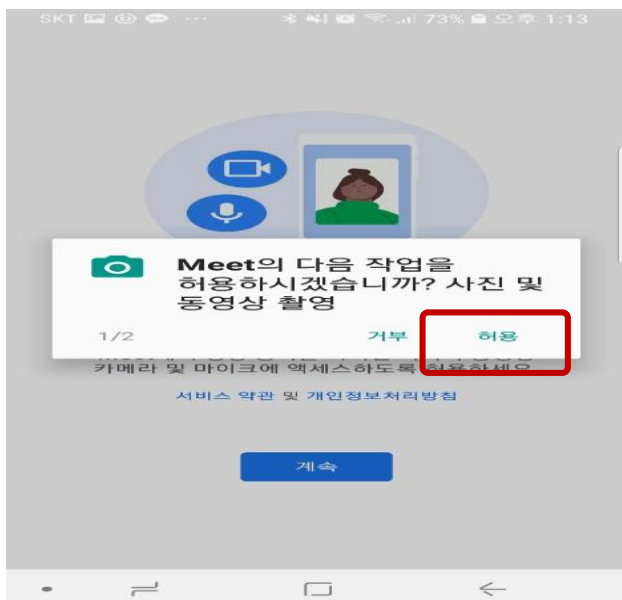 SKT 73% 오후 1:13
Meet의 다음 작업을
허용하시겠습니까? 사진 및
동영상 촬영
1/2 거부 허용
카메라 및 마이크에 액세스하도록 허용하세요
서비스 약관 및 개인정보처리방침
계속